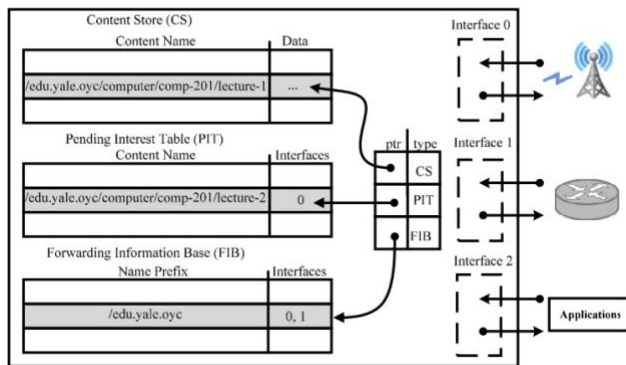 Content Store (CS)
Content Name Data
/edu.yale.oyc/computer/comp-201/lecture-1 ...
Pending Interest Table (PIT)
Content Name Interfaces
/edu.yale.oyc/computer/comp-201/lecture-2 0
Forwarding Information Base (FIB)
Name Prefix Interfaces
/edu.yale.oyc 0, 1
ptr type
CS
PIT
FIB
Interface 0
Interface 1
Interface 2
Applications